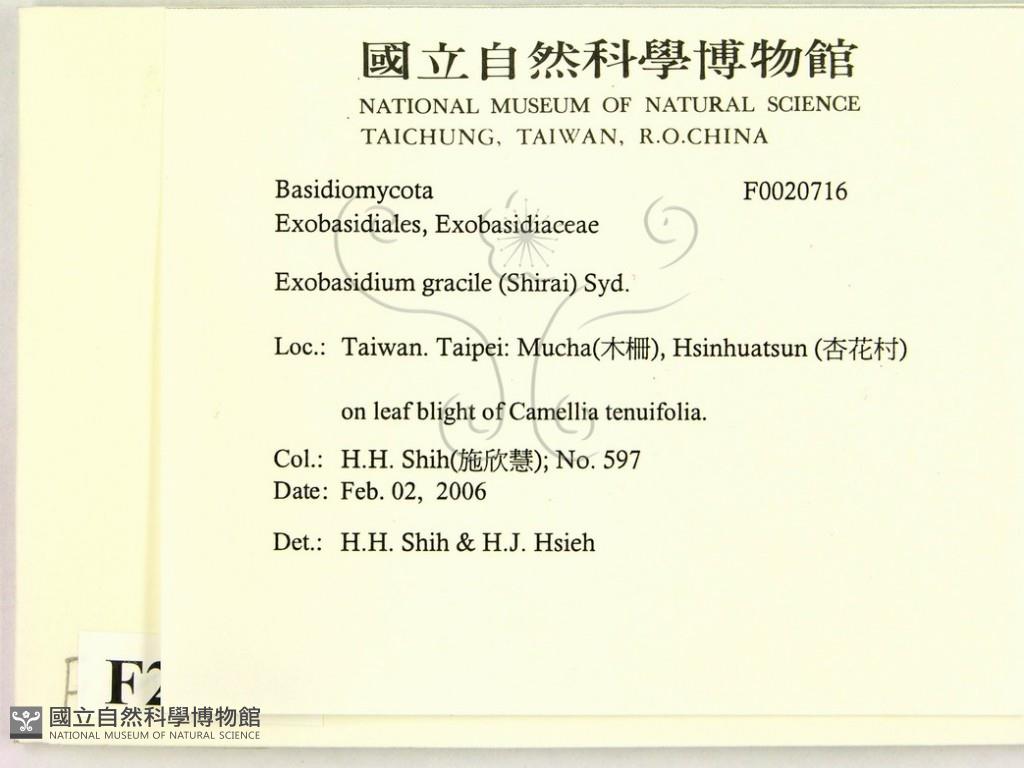 國立自然科學博物館
NATIONAL MUSEUM OF NATURAL SCIENCE
TAICHUNG, TAIWAN, R.O.CHINA
Basidiomycota F0020716
Exobasidiales, Exobasidiaceae
Exobasidium gracile (Shirai) Syd.
Loc.: Taiwan. Taipei: Mucha(木柵), Hsinhuatsun (杏花村)
on leaf blight of Camellia tenuifolia.
Col.: H.H. Shih(施欣慧); No. 597
Date: Feb. 02, 2006
Det.: H.H. Shih & H.J. Hsieh
F2
國立自然科學博物館
NATIONAL MUSEUM OF NATURAL SCIENCE